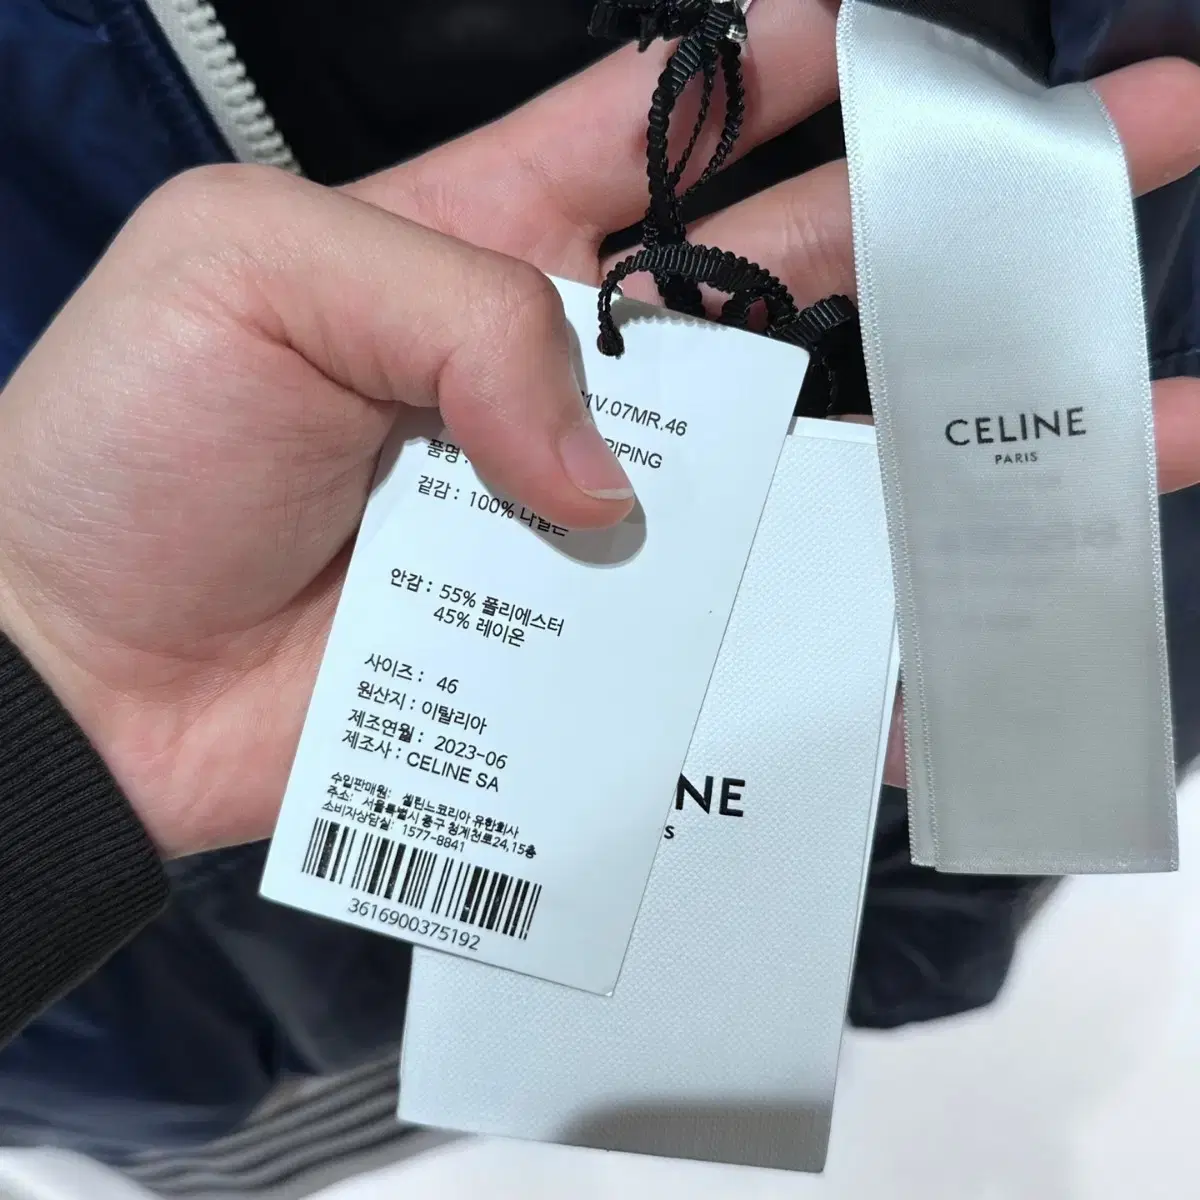 1V.07MR.46
품명 :
PIPING
겉감 : 100% 나일론
안감 : 55% 폴리에스터
45% 레이온
사이즈 : 46
원산지 : 이탈리아
제조연월 : 2023-06
제조사 : CELINE SA
수입판매원: 셀린느코리아 유한회사
주소: 서울특별시 중구 청계천로24,15층
소비자상담실: 1577-8841
3616900375192
NE
S
CELINE
PARIS